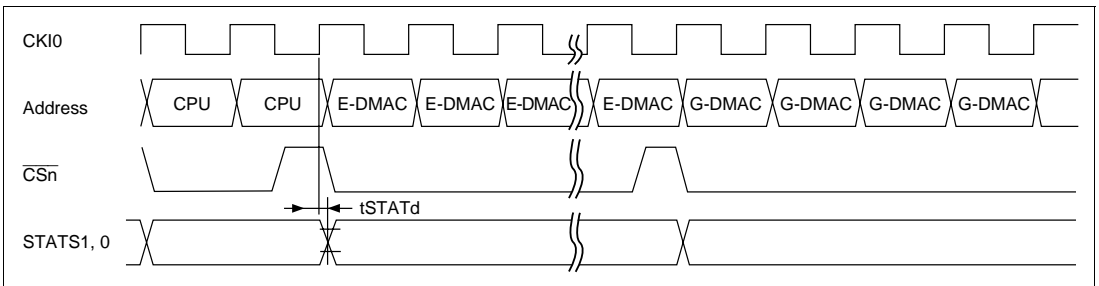 CKI0
Address CPU CPU E-DMAC E-DMAC E-DMAC E-DMAC G-DMAC G-DMAC G-DMAC G-DMAC
CSn
tSTATd
STATS1, 0